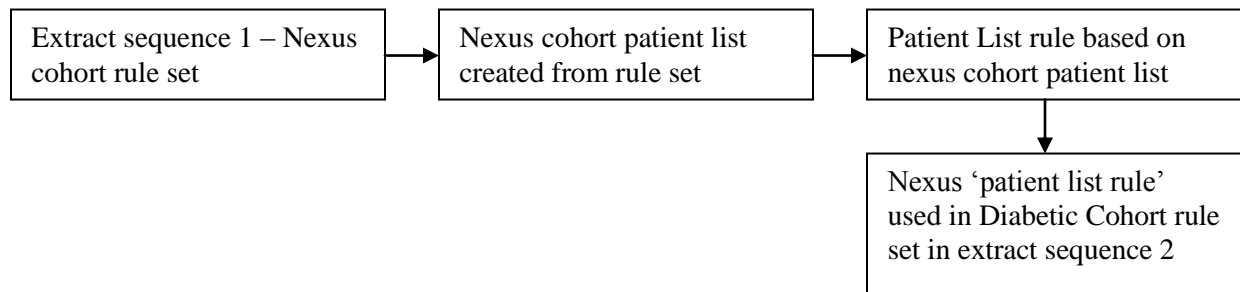 Extract sequence 1 – Nexus
cohort rule set
Nexus cohort patient list
created from rule set
Patient List rule based on
nexus cohort patient list
Nexus ‘patient list rule’
used in Diabetic Cohort rule
set in extract sequence 2